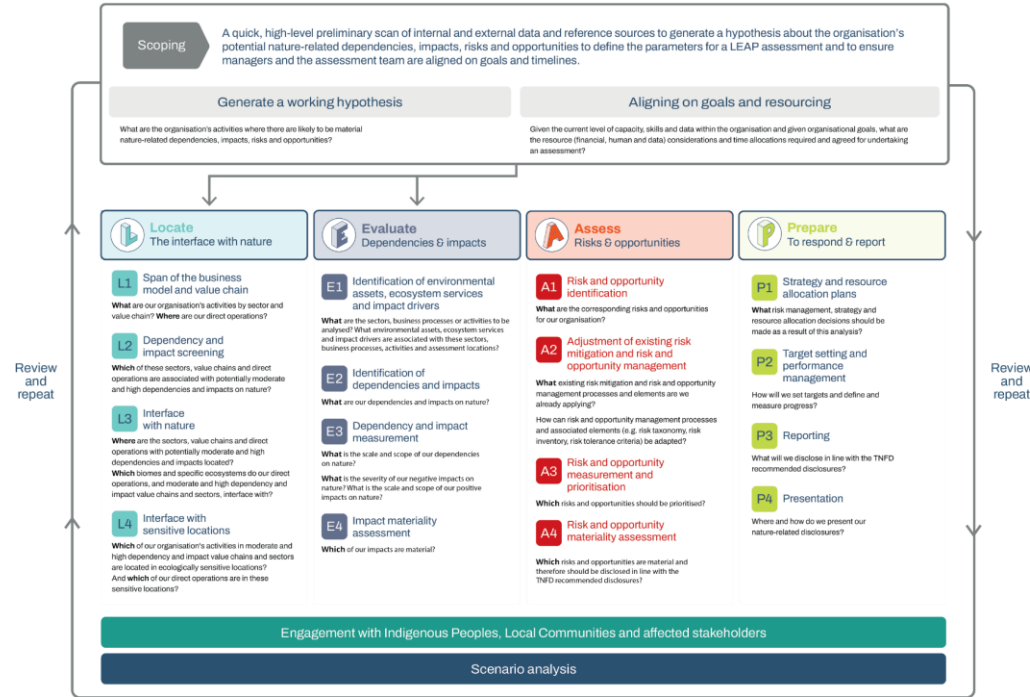 Scoping
A quick, high-level preliminary scan of internal and external data and reference sources to generate a hypothesis about the organisation's
potential nature-related dependencies, impacts, risks and opportunities to define the parameters for a LEAP assessment and to ensure
managers and the assessment team are aligned on goals and timelines.
Generate a working hypothesis
What are the organisation's activities where there are likely to be material
nature-related dependencies, impacts, risks and opportunities?
Aligning on goals and resourcing
Given the current level of capacity, skills and data within the organisation and given organisational goals, what are
the resource (financial, human and data) considerations and time allocations required and agreed for undertaking
an assessment?
Review
and
repeat
L
Locate
The interface with nature
L1
Span of the business
model and value chain
What are our organisation's activities by sector and
value chain? Where are our direct operations?
L2
Dependency and
impact screening
Which of these sectors, value chains and direct
operations are associated with potentially moderate
and high dependencies and impacts on nature?
L3
Interface
with nature
Where are the sectors, value chains and direct
operations with potentially moderate and high
dependencies and impacts located?
Which biomes and specific ecosystems do our direct
operations, and moderate and high dependency and
impact value chains and sectors, interface with?
L4
Interface with
sensitive locations
Which of our organisation's activities in moderate and
high dependency and impact value chains and sectors
are located in ecologically sensitive locations?
And which of our direct operations are in these
sensitive locations?
E
Evaluate
Dependencies & impacts
E1
Identification of environmental
assets, ecosystem services
and impact drivers
What are the sectors, business processes or activities to be
analysed? What environmental assets, ecosystem services
and impact drivers are associated with these sectors,
business processes, activities and assessment locations?
E2
Identification of
dependencies and impacts
What are our dependencies and impacts on nature?
E3
Dependency and impact
measurement
What is the scale and scope of our dependencies
on nature?
What is the severity of our negative impacts on
nature? What is the scale and scope of our positive
impacts on nature?
E4
Impact materiality
assessment
Which of our impacts are material?
A
Assess
Risks & opportunities
A1
Risk and opportunity
identification
What are the corresponding risks and opportunities
for our organisation?
A2
Adjustment of existing risk
mitigation and risk and
opportunity management
What existing risk mitigation and risk and opportunity
management processes and elements are we
already applying?
How can risk and opportunity management processes
and associated elements (e.g. risk taxonomy, risk
inventory, risk tolerance criteria) be adapted?
A3
Risk and opportunity
measurement and
prioritisation
Which risks and opportunities should be prioritised?
A4
Risk and opportunity
materiality assessment
Which risks and opportunities are material and
therefore should be disclosed in line with the
TNFD recommended disclosures?
P
Prepare
To respond & report
P1
Strategy and resource
allocation plans
What risk management, strategy and
resource allocation decisions should be
made as a result of this analysis?
P2
Target setting and
performance
management
How will we set targets and define and
measure progress?
P3
Reporting
What will we disclose in line with the TNFD
recommended disclosures?
P4
Presentation
Where and how do we present our
nature-related disclosures?
Review
and
repeat
Engagement with Indigenous Peoples, Local Communities and affected stakeholders
Scenario analysis